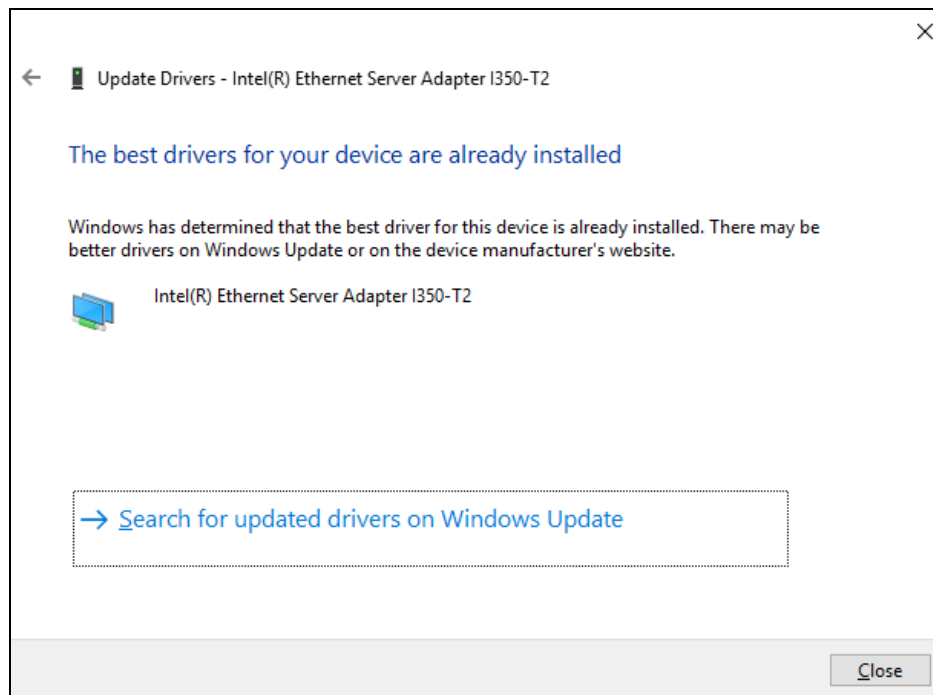 Update Drivers - Intel(R) Ethernet Server Adapter I350-T2
The best drivers for your device are already installed
Windows has determined that the best driver for this device is already installed. There may be
better drivers on Windows Update or on the device manufacturer's website.
Intel(R) Ethernet Server Adapter I350-T2
Search for updated drivers on Windows Update
Close